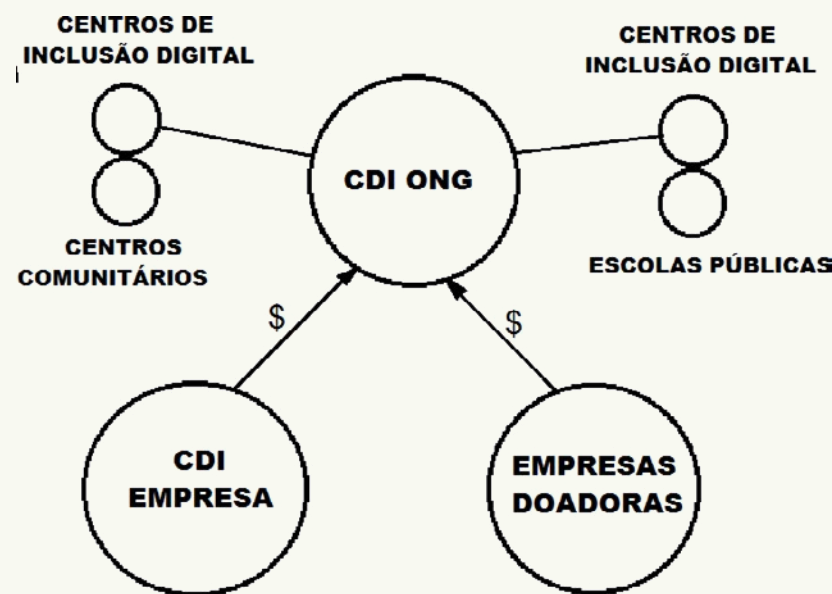 CENTROS DE
INCLUSÃO DIGITAL
CENTROS
COMUNITÁRIOS
CENTROS DE
INCLUSÃO DIGITAL
ESCOLAS PÚBLICAS
CDI ONG
$
$
CDI
EMPRESA
EMPRESAS
DOADORAS